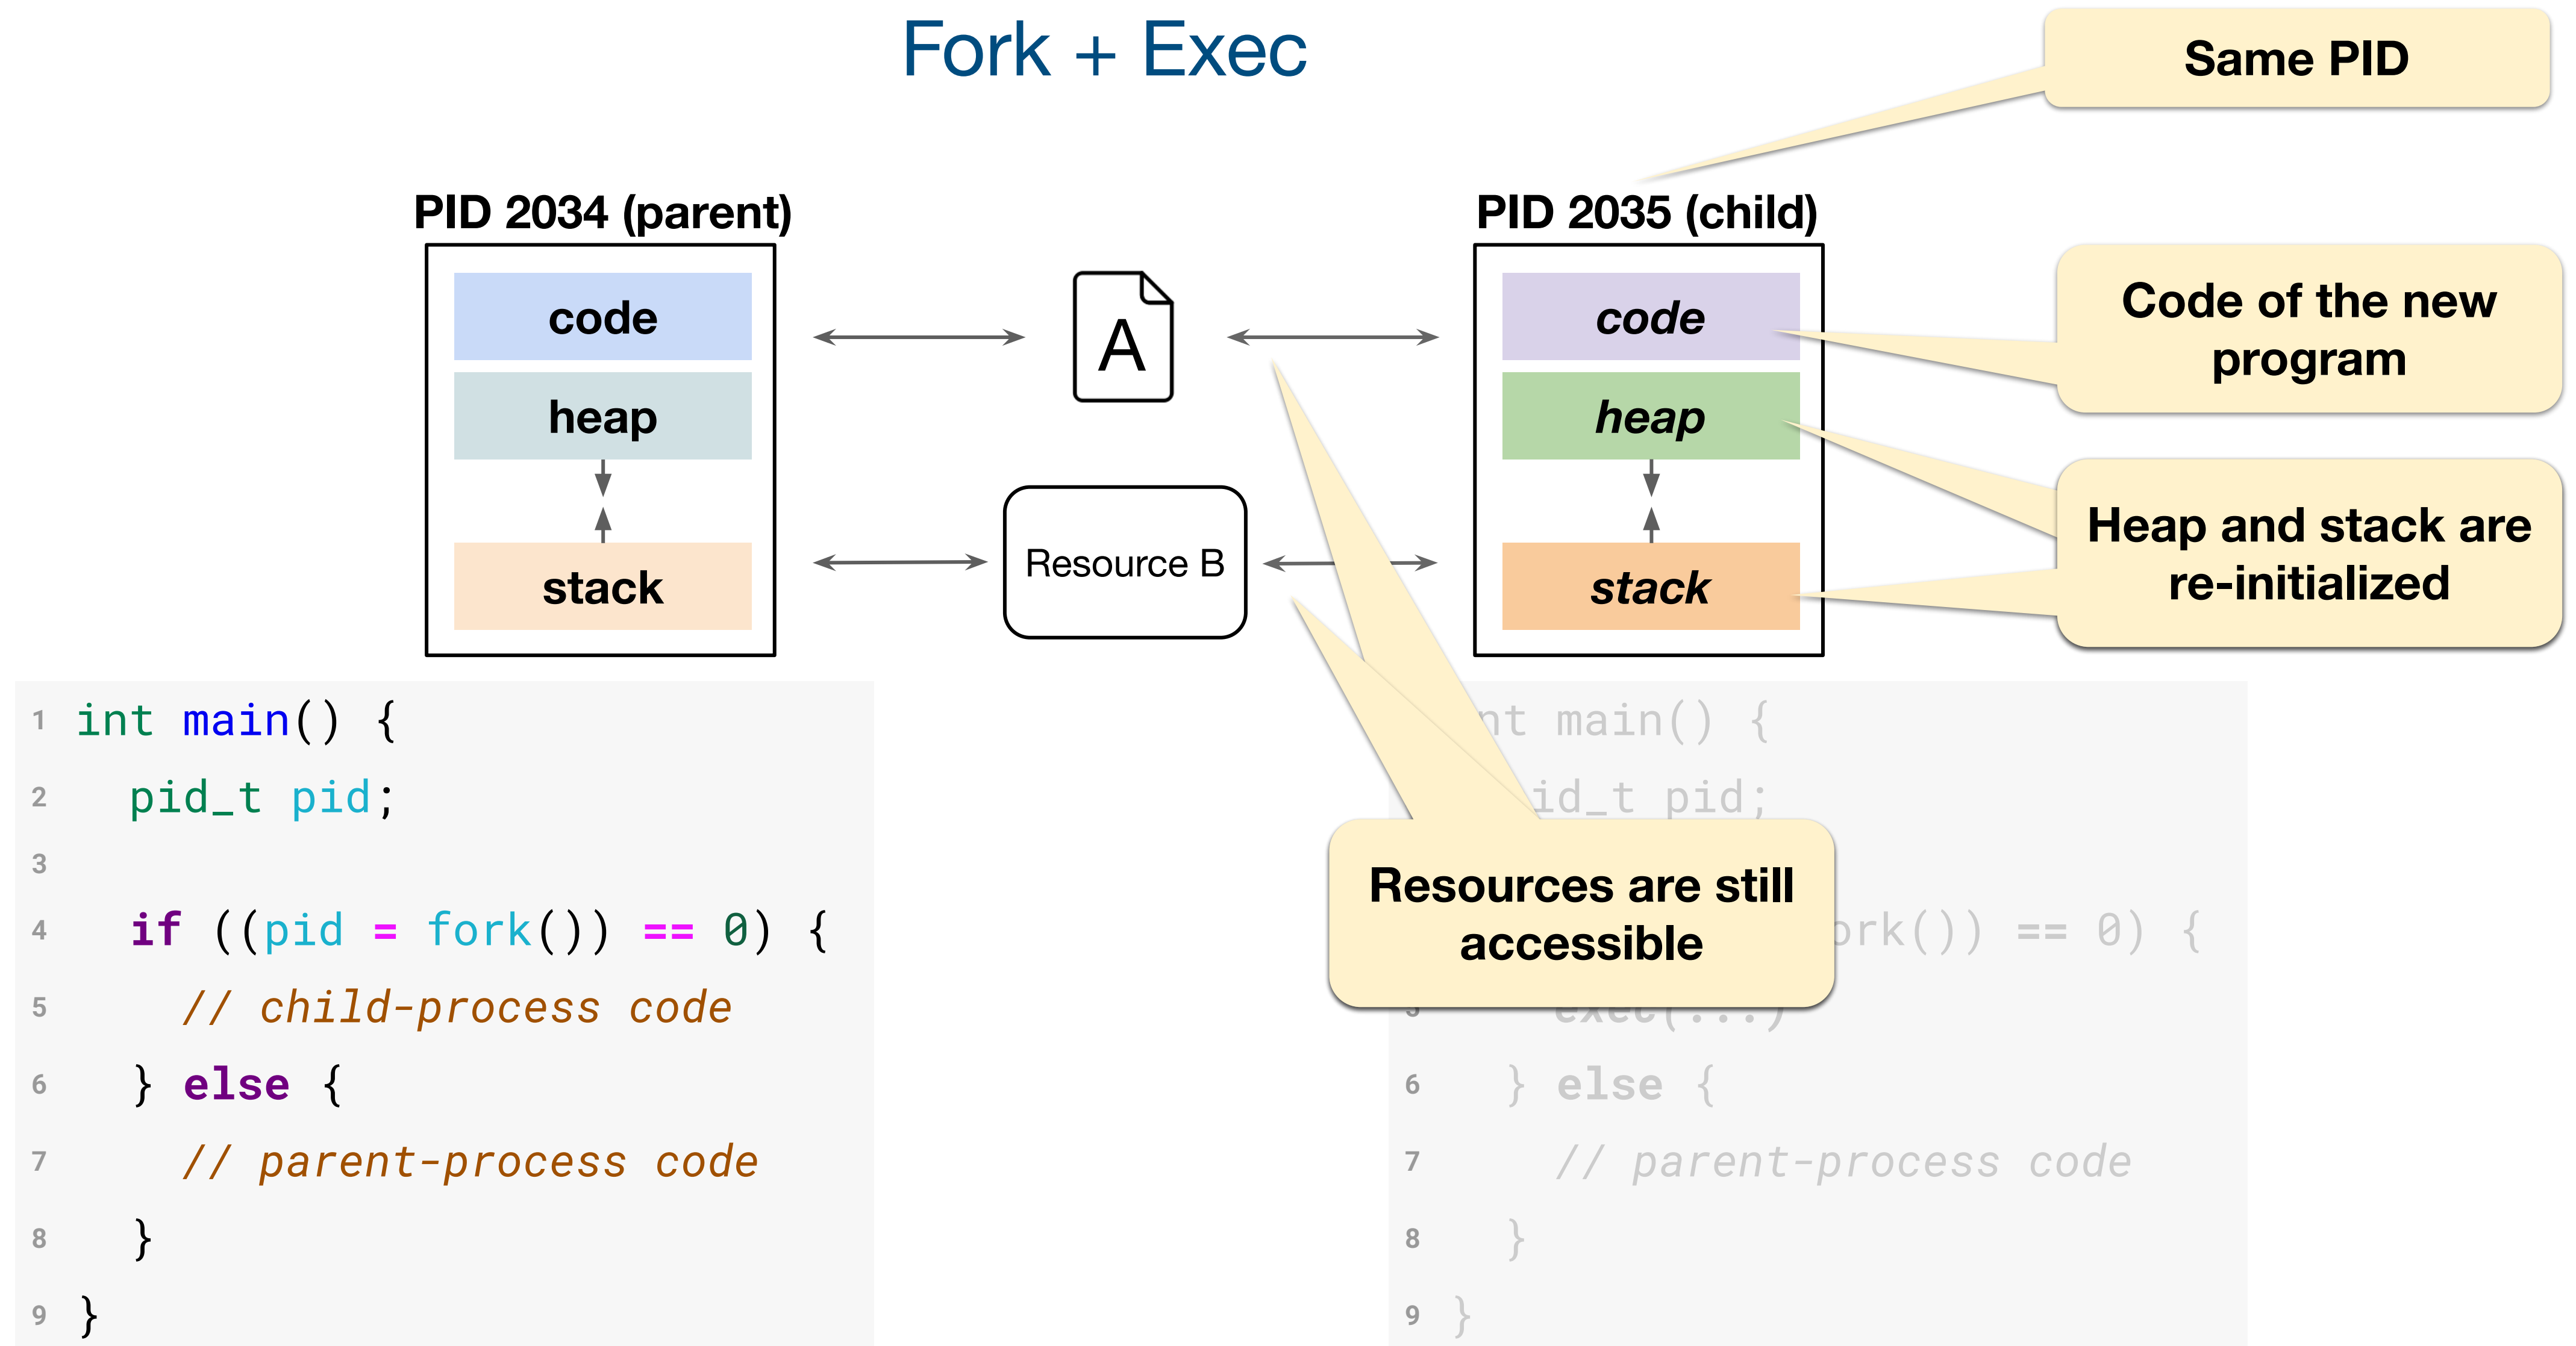 Fork + Exec
Same PID
PID 2034 (parent)
code
heap
stack
A
Resource B
PID 2035 (child)
code
heap
stack
Code of the new
program
Heap and stack are
re-initialized
Resources are still
accessible
1 int main() {
2 pid_t pid;
3
4 if ((pid = fork()) == 0) {
5 // child-process code
6 } else {
7 // parent-process code
8 }
9 }
main() {
pid;
== 0) {
exec(...)
6 } else {
7 // parent-process code
8 }
9 }